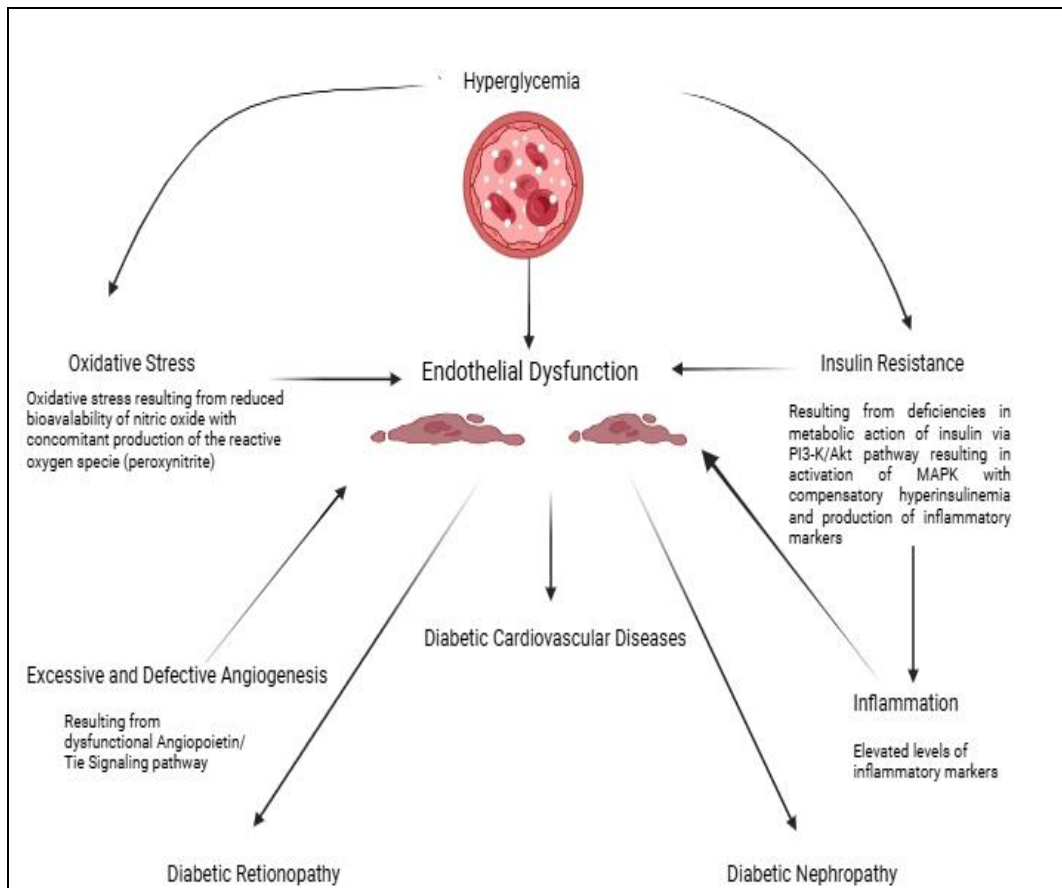 Hyperglycemia
Oxidative Stress
Oxidative stress resulting from reduced
bioavalability of nitric oxide with
concomitant production of the reactive
oxygen specie (peroxynitrite)
Endothelial Dysfunction
Insulin Resistance
Resulting from deficiencies in
metabolic action of insulin via
PI3-K/Akt pathway resulting in
activation of MAPK with
compensatory hyperinsulinemia
and production of inflammatory
markers
Diabetic Cardiovascular Diseases
Excessive and Defective Angiogenesis
Resulting from
dysfunctional Angiopoietin/
Tie Signaling pathway
Inflammation
Elevated levels of
inflammatory markers
Diabetic Retionopathy
Diabetic Nephropathy